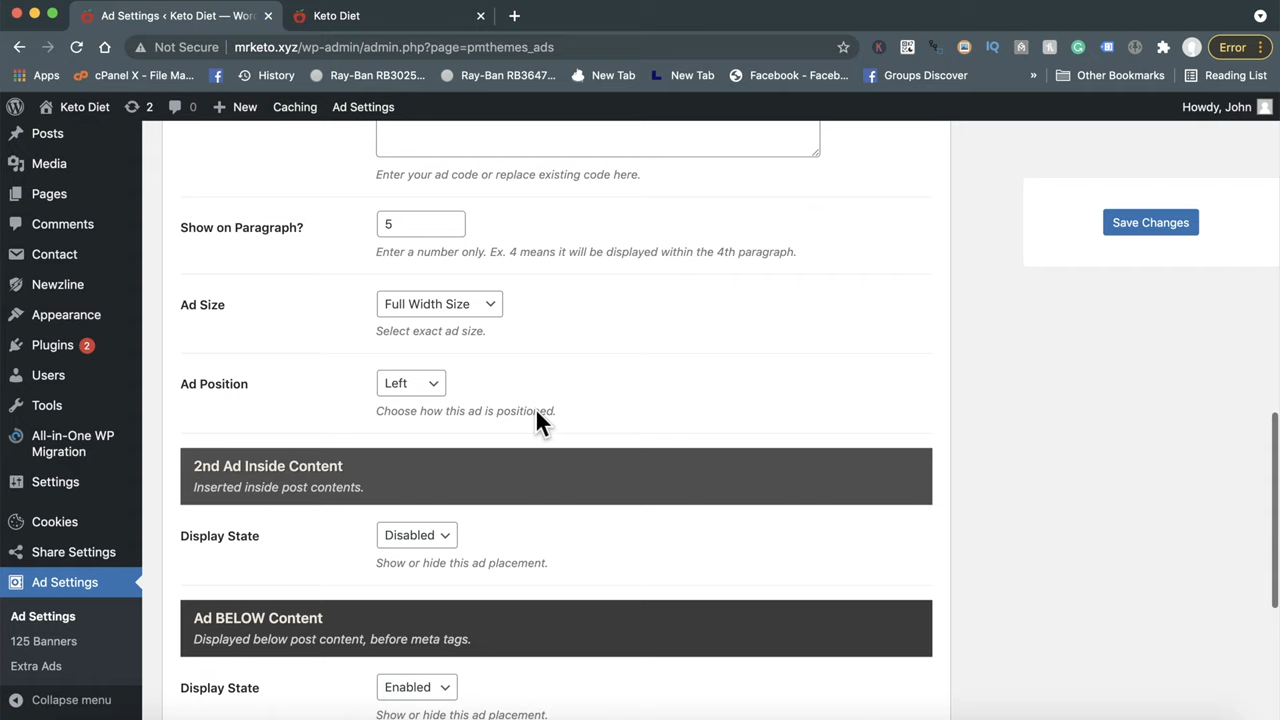 Ad Settings ‹ Keto Diet — Wor
Keto Diet
Not Secure
mrketo.xyz/wp-admin/admin.php?page=pmthemes_ads
Error
Apps
cPanel X - File Ma...
History
Ray-Ban RB3025...
Ray-Ban RB3647...
New Tab
New Tab
Facebook - Faceb...
Groups Discover
»
Other Bookmarks
Reading List
Keto Diet
2
0
New
Caching
Ad Settings
Howdy, John
Posts
Media
Pages
Comments
Contact
Newzline
Appearance
Plugins 2
Users
Tools
All-in-One WP
Migration
Settings
Cookies
Share Settings
Ad Settings
Ad Settings
125 Banners
Extra Ads
Collapse menu
Enter your ad code or replace existing code here.
Show on Paragraph?
5
Enter a number only. Ex. 4 means it will be displayed within the 4th paragraph.
Ad Size
Full Width Size
Select exact ad size.
Ad Position
Left
Choose how this ad is positioned.
2nd Ad Inside Content
Inserted inside post contents.
Display State
Disabled
Show or hide this ad placement.
Ad BELOW Content
Displayed below post content, before meta tags.
Display State
Enabled
Show or hide this ad placement.
Save Changes